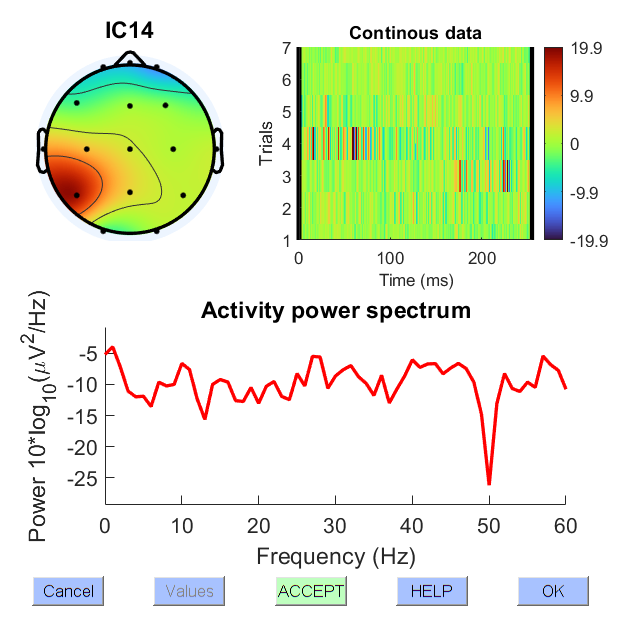 IC14
Continous data
Trials
7
6
5
4
3
2
1
0
100
200
Time (ms)
19.9
9.9
0
-9.9
-19.9
Activity power spectrum
Power 10*log10(μV2/Hz)
-5
-10
-15
-20
-25
0
10
20
30
40
50
60
Frequency (Hz)
Cancel
Values
ACCEPT
HELP
OK